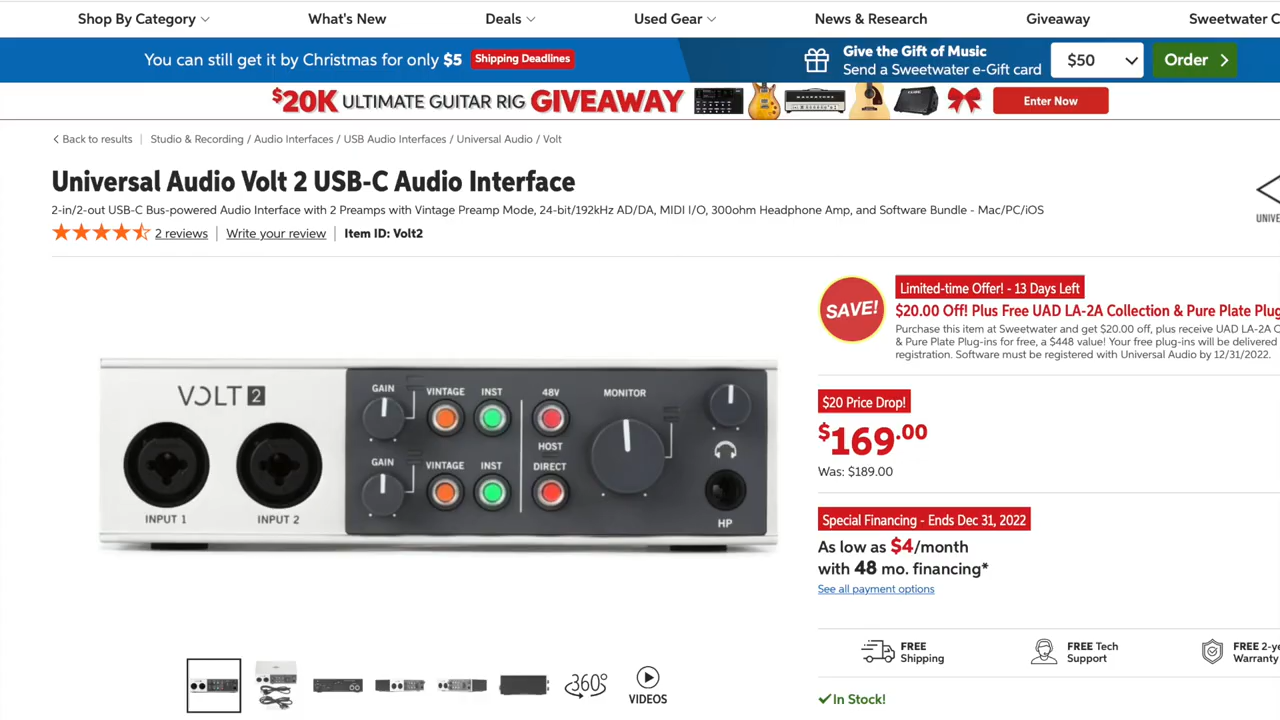 Shop By Category
What's New
Deals
Used Gear
News & Research
Giveaway
Sweetwater C
You can still get it by Christmas for only $5
Shipping Deadlines
Give the Gift of Music
Send a Sweetwater e-Gift card
$50
Order
$20K ULTIMATE GUITAR RIG GIVEAWAY
Enter Now
Back to results
Studio & Recording / Audio Interfaces / USB Audio Interfaces / Universal Audio / Volt
Universal Audio Volt 2 USB-C Audio Interface
2-in/2-out USB-C Bus-powered Audio Interface with 2 Preamps with Vintage Preamp Mode, 24-bit/192kHz AD/DA, MIDI I/O, 300ohm Headphone Amp, and Software Bundle - Mac/PC/iOS
UNIVE
2 reviews
Write your review
Item ID: Volt2
SAVE!
Limited-time Offer! - 13 Days Left
$20.00 Off! Plus Free UAD LA-2A Collection & Pure Plate Plug
Purchase this item at Sweetwater and get $20.00 off, plus receive UAD LA-2A C
& Pure Plate Plug-ins for free, a $448 value! Your free plug-ins will be delivered
registration. Software must be registered with Universal Audio by 12/31/2022.
VOLT 2
GAIN
VINTAGE
INST
48V
MONITOR
HOST
GAIN
VINTAGE
INST
DIRECT
INPUT 1
INPUT 2
HP
$20 Price Drop!
$169.00
Was: $189.00
Special Financing - Ends Dec 31, 2022
As low as $4/month
with 48 mo. financing*
See all payment options
360°
VIDEOS
FREE
Shipping
FREE Tech
Support
FREE 2-ye
Warranty
In Stock!